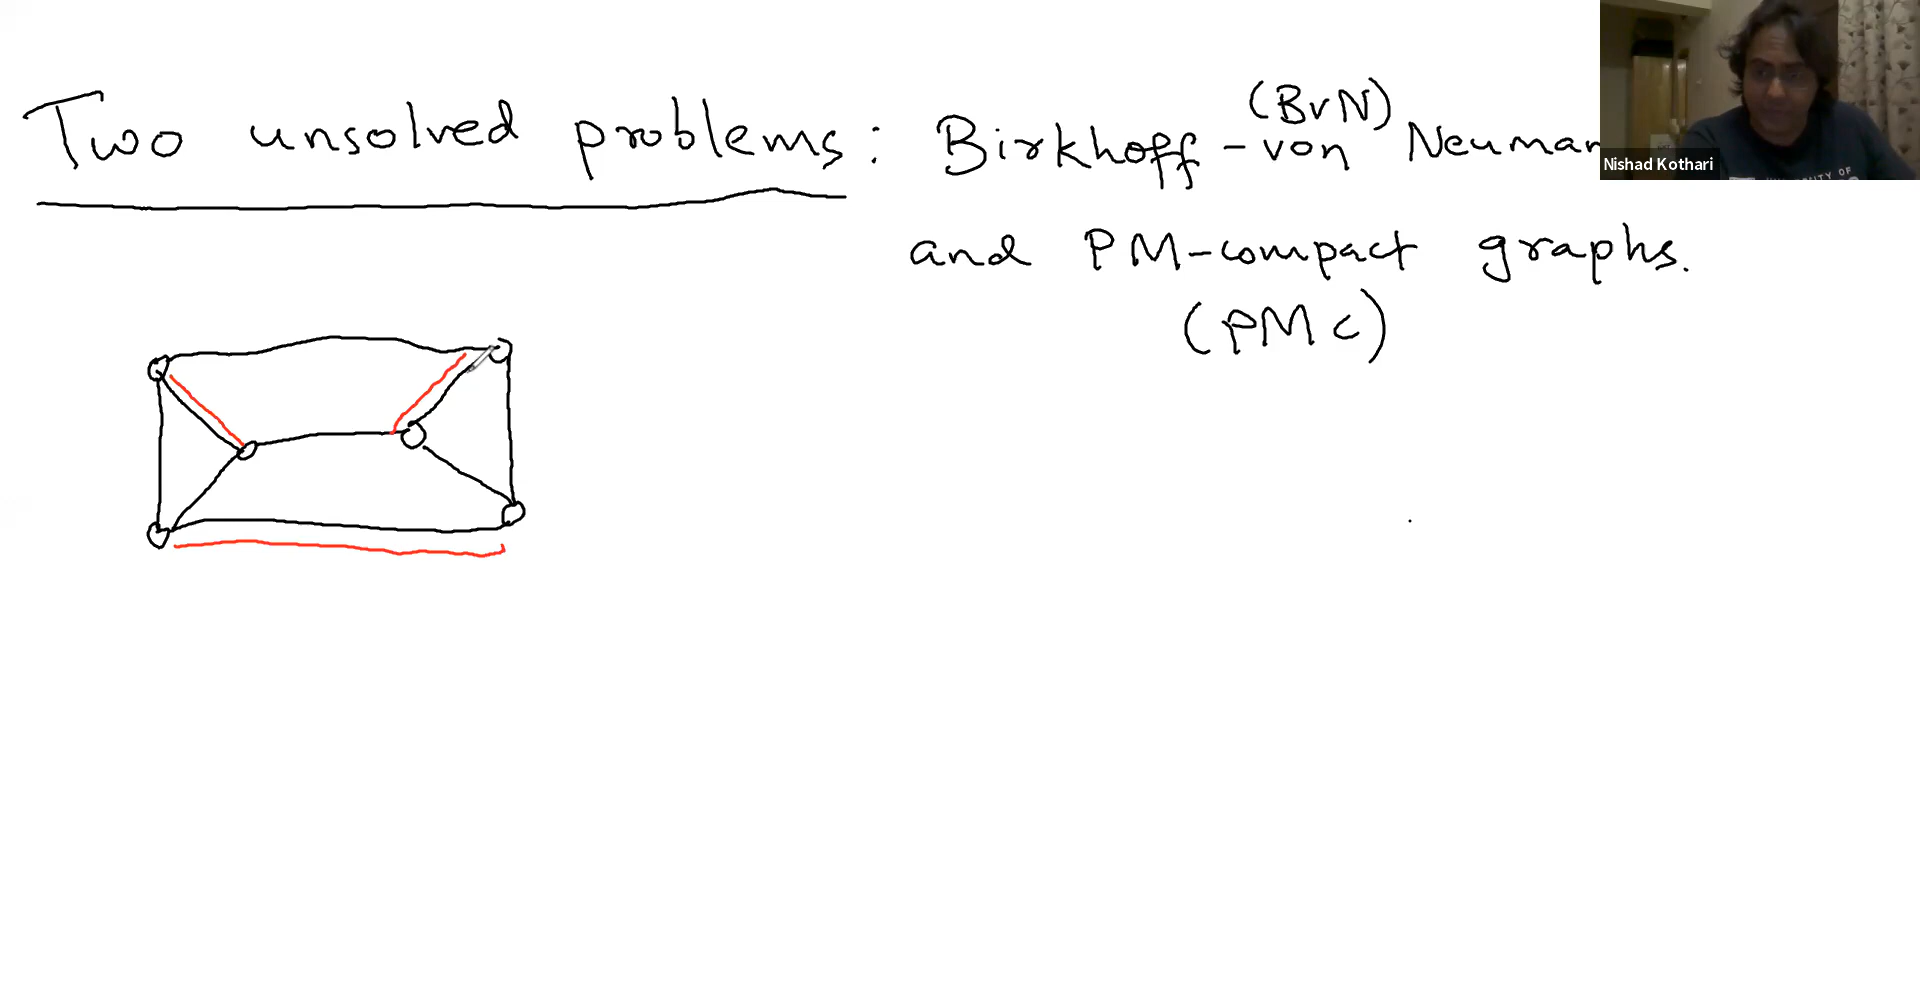 (BvN)
Two unsolved problems: Birkhoff-von Neuman
and PM-compact graphs.
(PMc)
Nishad Kothari